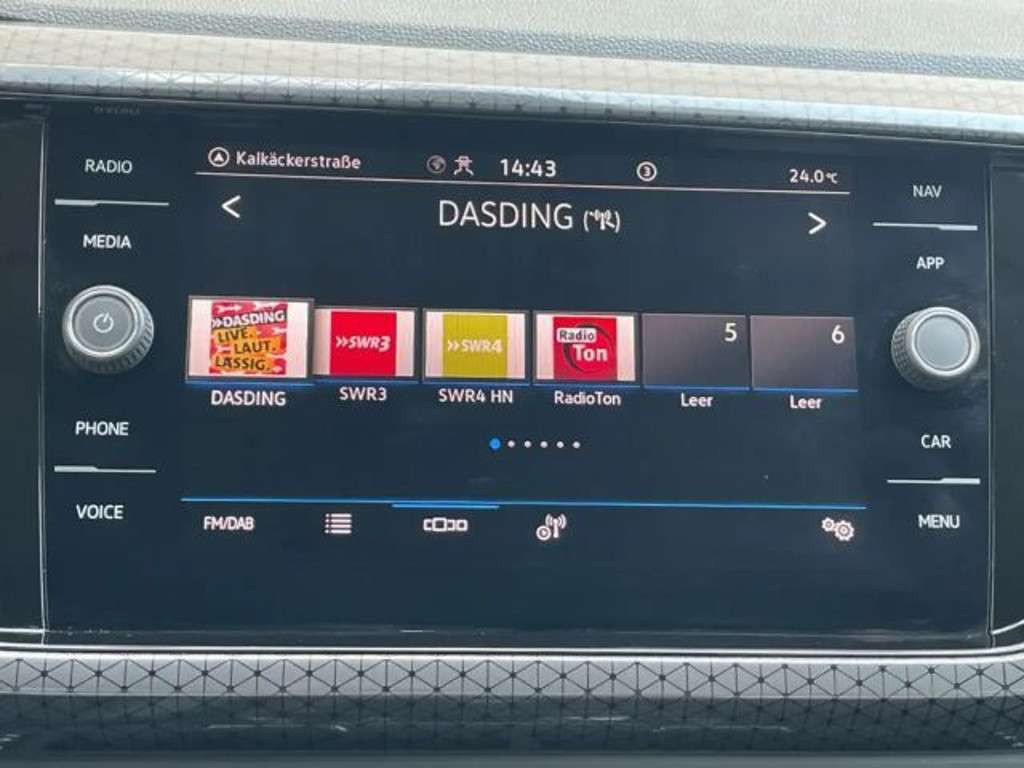 RADIO
MEDIA
PHONE
VOICE
Kalkäckerstraße
14:43
3
24.0°C
< DASDING >
»DASDING
LIVE.
LAUT.
LÄSSIG.
»SWR3
»SWR4
Radio
Ton
5
6
DASDING
SWR3
SWR4 HN
RadioTon
Leer
Leer
FM/DAB
NAV
APP
CAR
MENU